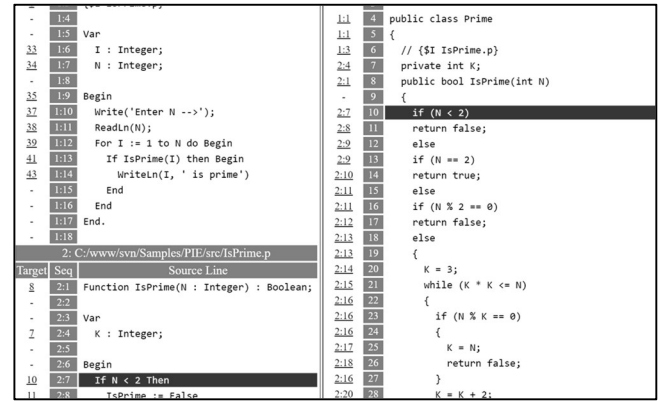 - 1:4
- 1:5 Var
33 1:6 I : Integer;
34 1:7 N : Integer;
- 1:8
35 1:9 Begin
37 1:10 Write('Enter N -->');
38 1:11 ReadLn(N);
39 1:12 For I := 1 to N do Begin
41 1:13 If IsPrime(I) then Begin
43 1:14 WriteLn(I, ' is prime')
- 1:15 End
- 1:16 End
- 1:17 End.
- 1:18
2: C:/www/svn/Samples/PIE/src/IsPrime.p
Target Seq Source Line
8 2:1 Function IsPrime(N : Integer) : Boolean;
- 2:2
- 2:3 Var
7 2:4 K : Integer;
- 2:5
- 2:6 Begin
10 2:7 If N < 2 Then
11 2:8 IsPrime := False
1:1 4 public class Prime
1:1 5 {
1:3 6 // {$I IsPrime.p}
2:4 7 private int K;
2:1 8 public bool IsPrime(int N)
- 9 {
2:7 10 if (N < 2)
2:8 11 return false;
2:9 12 else
2:9 13 if (N == 2)
2:10 14 return true;
2:11 15 else
2:11 16 if (N % 2 == 0)
2:12 17 return false;
2:13 18 else
2:13 19 {
2:14 20 K = 3;
2:15 21 while (K * K <= N)
2:16 22 {
2:16 23 if (N % K == 0)
2:16 24 {
2:17 25 K = N;
2:18 26 return false;
2:16 27 }
2:20 28 K = K + 2;